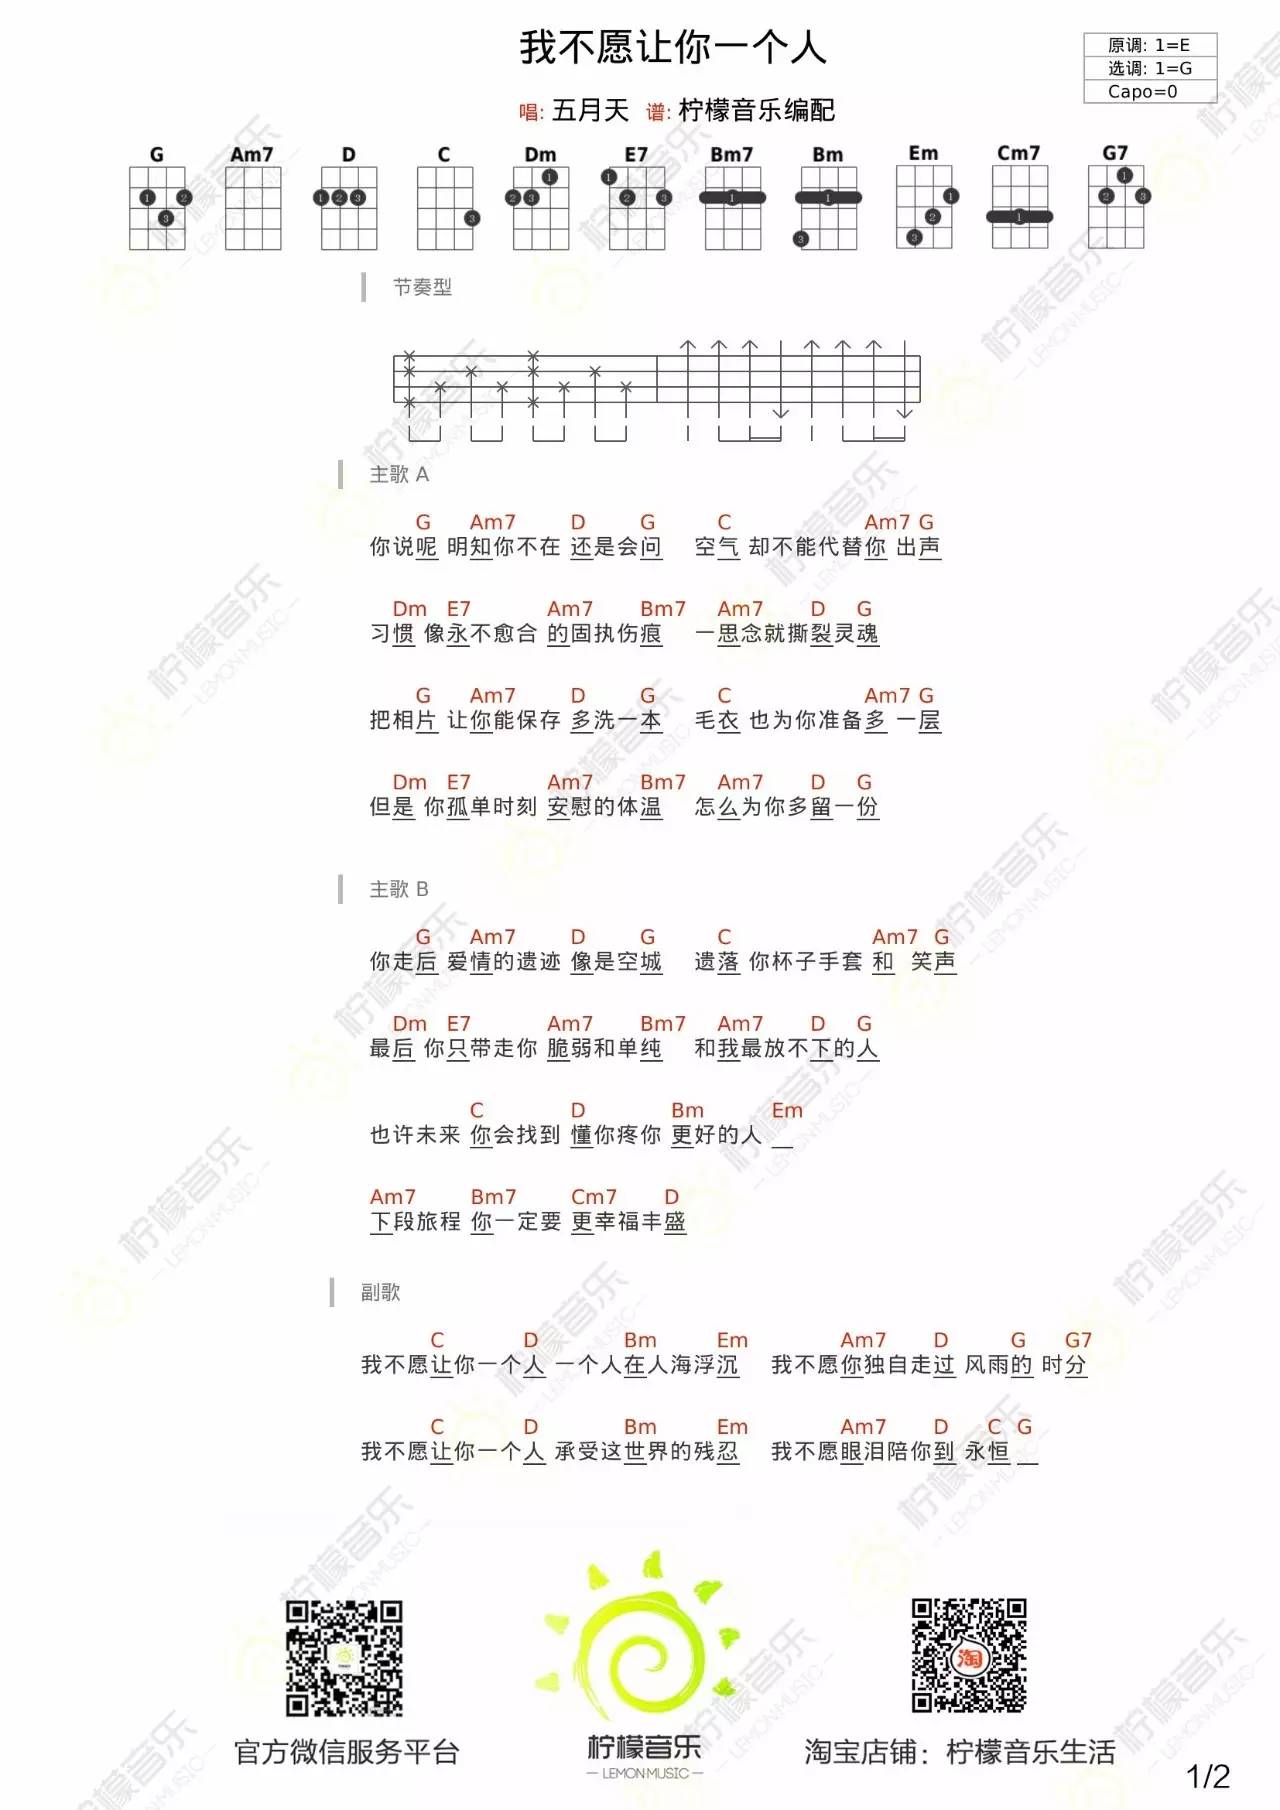 我不愿让你一个人
原调: 1=E
选调: 1=G
Capo=0
唱: 五月天 谱: 柠檬音乐编配
G Am7 D C Dm E7 Bm7 Bm Em Cm7 G7
节奏型
主歌 A
G Am7 D G C Am7 G
你说呢 明知你不在 还是会问 空气 却不能代替你 出声
Dm E7 Am7 Bm7 Am7 D G
习惯 像永不愈合 的固执伤痕 一思念就撕裂灵魂
G Am7 D G C Am7 G
把相片 让你能保存 多洗一本 毛衣 也为你准备多 一层
Dm E7 Am7 Bm7 Am7 D G
但是 你孤单时刻 安慰的体温 怎么为你多留一份
主歌 B
G Am7 D G C Am7 G
你走后 爱情的遗迹 像是空城 遗落 你杯子手套 和 笑声
Dm E7 Am7 Bm7 Am7 D G
最后 你只带走你 脆弱和单纯 和我最放不下的人
C D Bm Em
也许未来 你会找到 懂你疼你 更好的人
Am7 Bm7 Cm7 D
下段旅程 你一定要 更幸福丰盛
副歌
C D Bm Em Am7 D G G7
我不愿让你一个人 一个人在人海浮沉 我不愿你独自走过 风雨的 时分
C D Bm Em Am7 D C G
我不愿让你一个人 承受这世界的残忍 我不愿眼泪陪你到 永恒
官方微信服务平台
柠檬音乐
LEMON MUSIC
淘
淘宝店铺：柠檬音乐生活
1/2